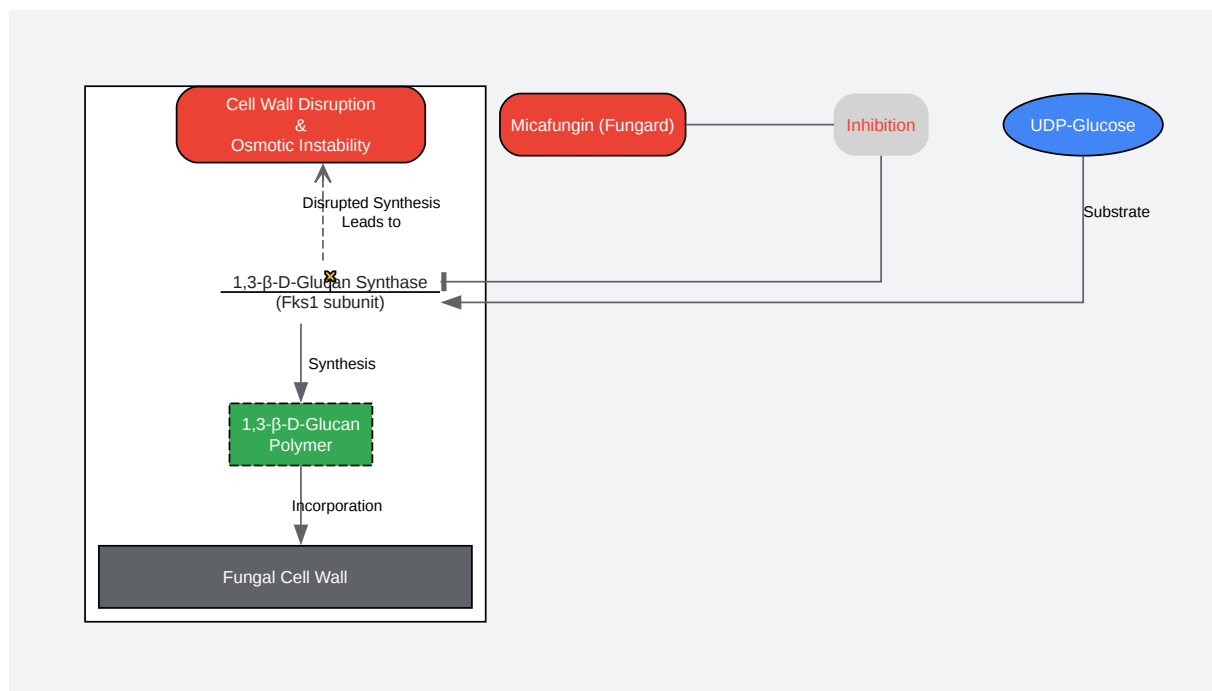 Cell Wall Disruption
&
Osmotic Instability
Micafungin (Fungard)
Inhibition
UDP-Glucose
Disrupted Synthesis
Leads to
Substrate
1,3-β-D-Glucan Synthase
(Fks1 subunit)
Synthesis
1,3-β-D-Glucan
Polymer
Incorporation
Fungal Cell Wall